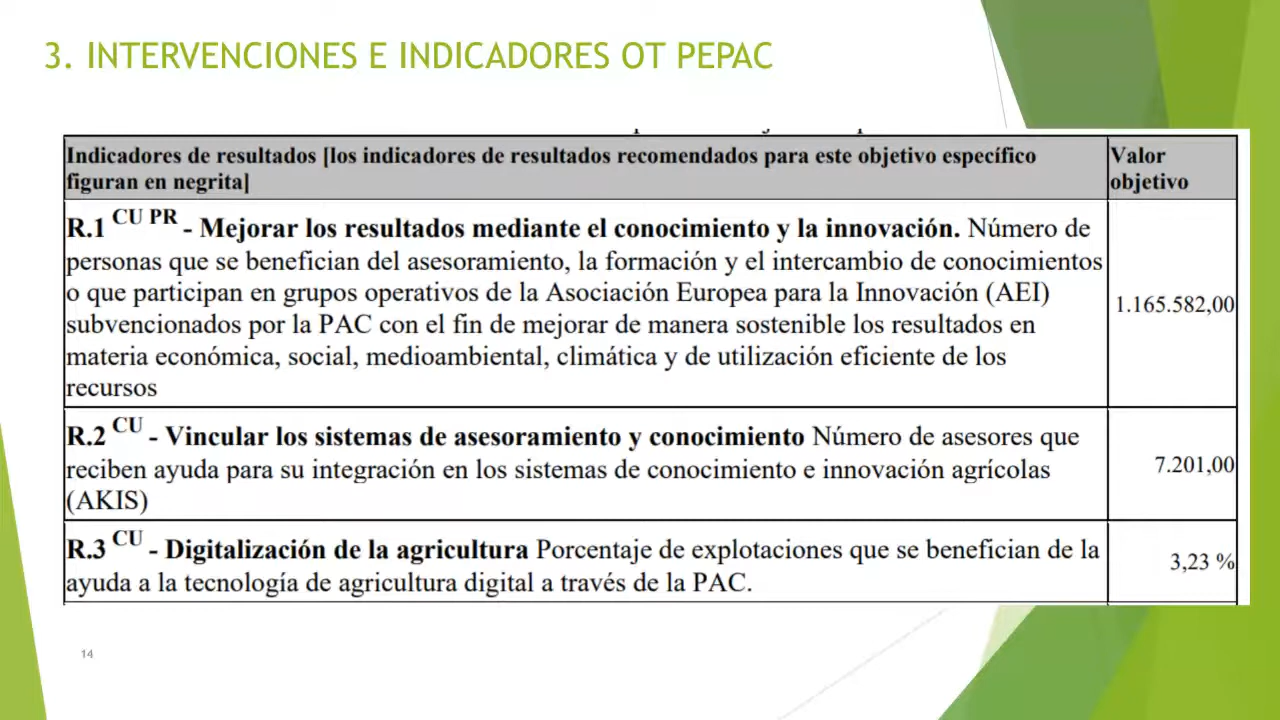 3. INTERVENCIONES E INDICADORES OT PEPAC
Indicadores de resultados [los indicadores de resultados recomendados para este objetivo específico
figuran en negrita]
Valor
objetivo
R.1 CU PR - Mejorar los resultados mediante el conocimiento y la innovación. Número de
personas que se benefician del asesoramiento, la formación y el intercambio de conocimientos
o que participan en grupos operativos de la Asociación Europea para la Innovación (AEI)
subvencionados por la PAC con el fin de mejorar de manera sostenible los resultados en
materia económica, social, medioambiental, climática y de utilización eficiente de los
recursos
1.165.582,00
R.2 CU - Vincular los sistemas de asesoramiento y conocimiento Número de asesores que
reciben ayuda para su integración en los sistemas de conocimiento e innovación agrícolas
(AKIS)
7.201,00
R.3 CU - Digitalización de la agricultura Porcentaje de explotaciones que se benefician de la
ayuda a la tecnología de agricultura digital a través de la PAC.
3,23 %
14